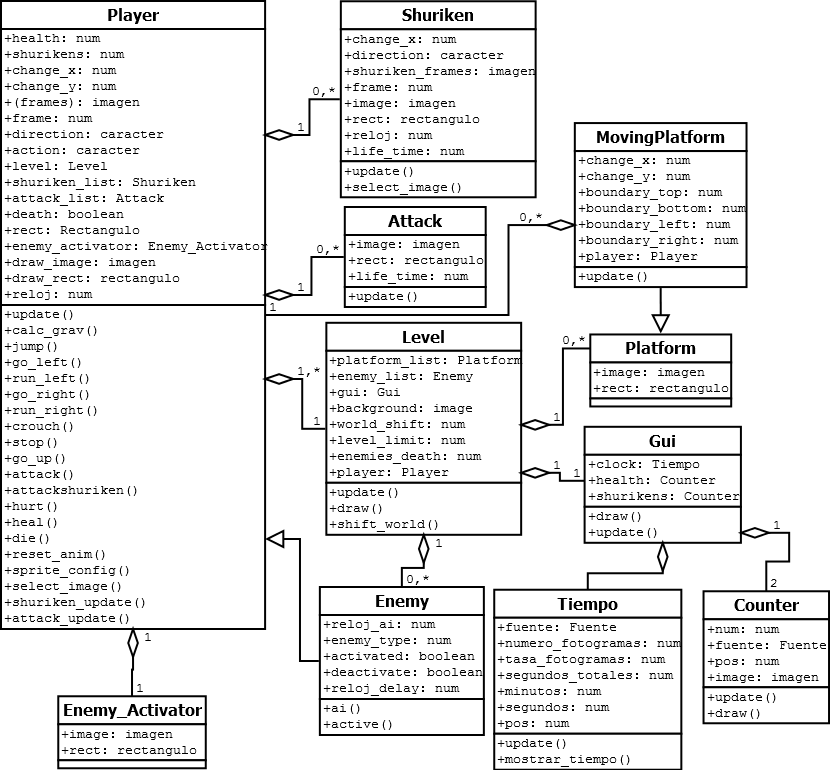 Player
+health: num
+shurikens: num
+change_x: num
+change_y: num
+(frames): imagen
+frame: num
+direction: caracter
+action: caracter
+level: Level
+shuriken_list: Shuriken
+attack_list: Attack
+death: boolean
+rect: Rectangulo
+enemy_activator: Enemy_Activator
+draw_image: imagen
+draw_rect: rectangulo
+reloj: num
+update()
+calc_grav()
+jump()
+go_left()
+run_left()
+go_right()
+run_right()
+crouch()
+stop()
+go_up()
+attack()
+attackshuriken()
+hurt()
+heal()
+die()
+reset_anim()
+sprite_config()
+select_image()
+shuriken_update()
+attack_update()
Shuriken
+change_x: num
+direction: caracter
+shuriken_frames: imagen
+frame: num
+image: imagen
+rect: rectangulo
+reloj: num
+life_time: num
+update()
+select_image()
0,*
1
Attack
+image: imagen
+rect: rectangulo
+life_time: num
+update()
0,*
1
MovingPlatform
+change_x: num
+change_y: num
+boundary_top: num
+boundary_bottom: num
+boundary_left: num
+boundary_right: num
+player: Player
+update()
0,*
1
Level
+platform_list: Platform
+enemy_list: Enemy
+gui: Gui
+background: image
+world_shift: num
+level_limit: num
+enemies_death: num
+player: Player
+update()
+draw()
+shift_world()
1,*
1
Platform
+image: imagen
+rect: rectangulo
0,*
1
Gui
+clock: Tiempo
+health: Counter
+shurikens: Counter
+draw()
+update()
1
1
1
2
1
0,*
Enemy
+reloj_ai: num
+enemy_type: num
+activated: boolean
+deactivate: boolean
+reloj_delay: num
+ai()
+active()
Tiempo
+fuente: Fuente
+numero_fotogramas: num
+tasa_fotogramas: num
+segundos_totales: num
+minutos: num
+segundos: num
+pos: num
+update()
+mostrar_tiempo()
Counter
+num: num
+fuente: Fuente
+pos: num
+image: imagen
+update()
+draw()
1
1
Enemy_Activator
+image: imagen
+rect: rectangulo